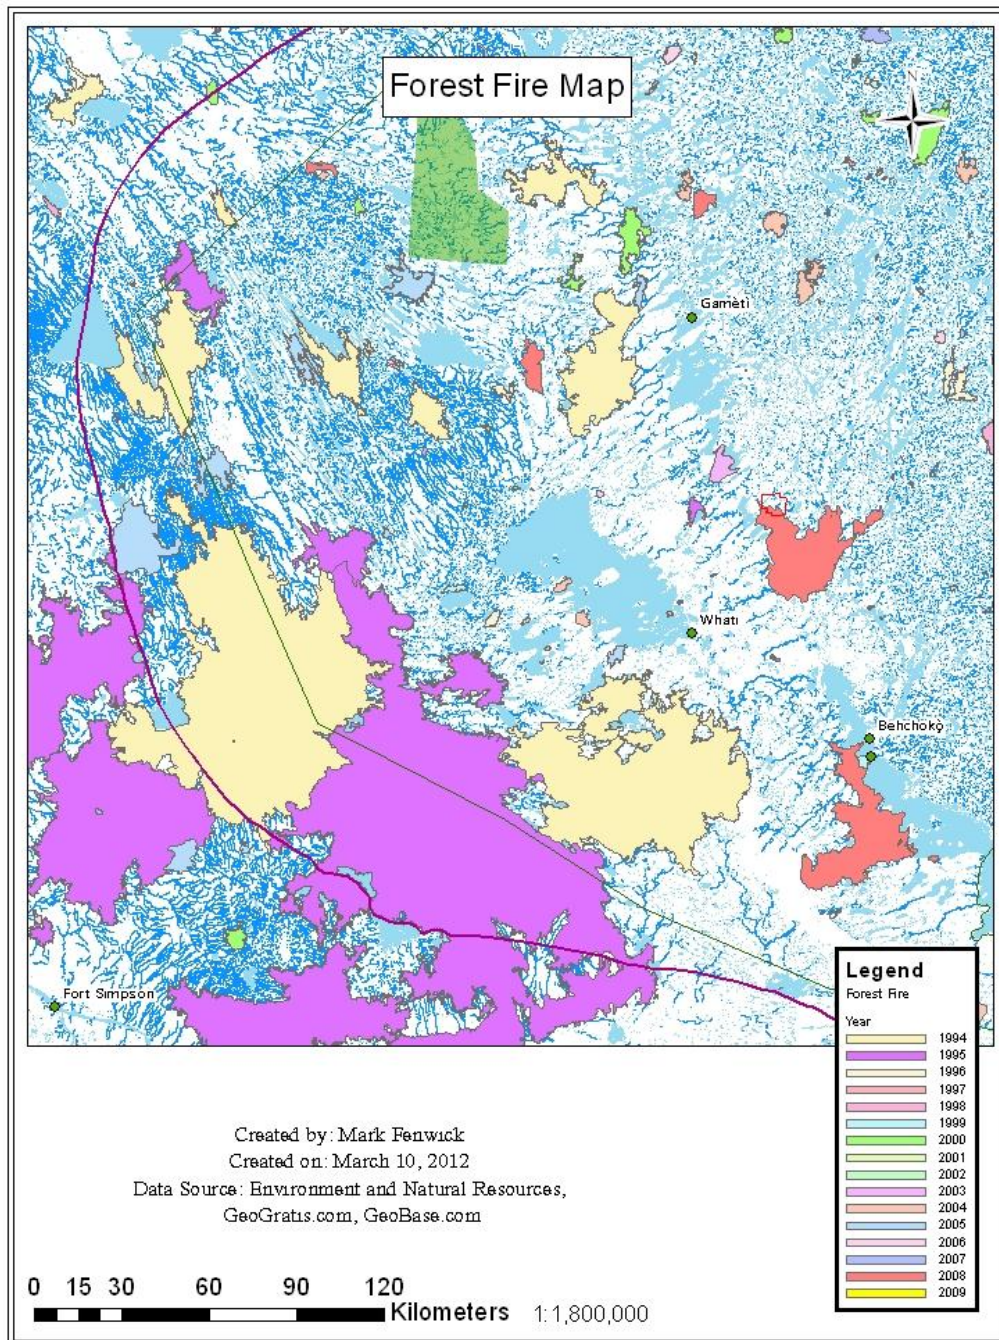 Forest Fire Map
N
Gamètì
Whatì
Behchokǫ̀
Fort Simpson
Legend
Forest Fire
Year
1994
1995
1996
1997
1998
1999
2000
2001
2002
2003
2004
2005
2006
2007
2008
2009
Created by: Mark Fenwick
Created on: March 10, 2012
Data Source: Environment and Natural Resources,
GeoGratis.com, GeoBase.com
0 15 30 60 90 120
Kilometers 1:1,800,000